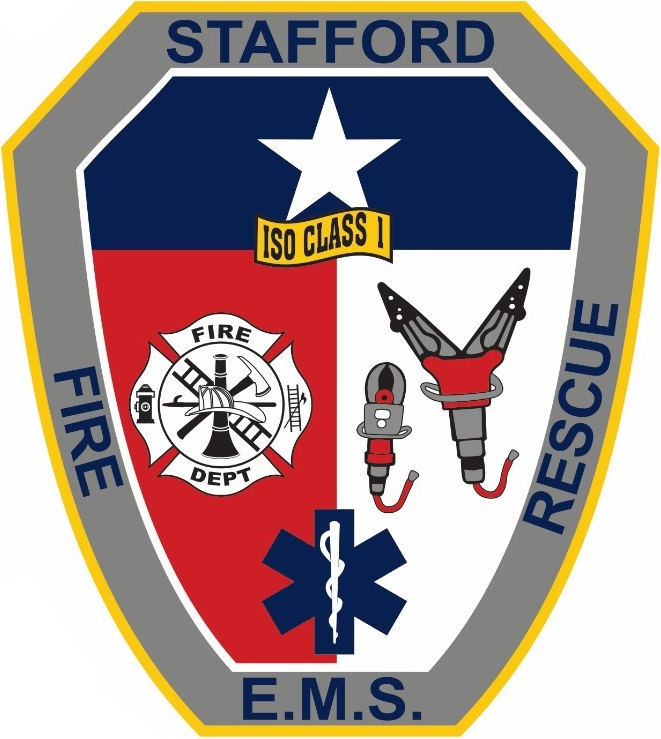 STAFFORD
ISO CLASS 1
FIRE
DEPT
FIRE
RESCUE
E.M.S.